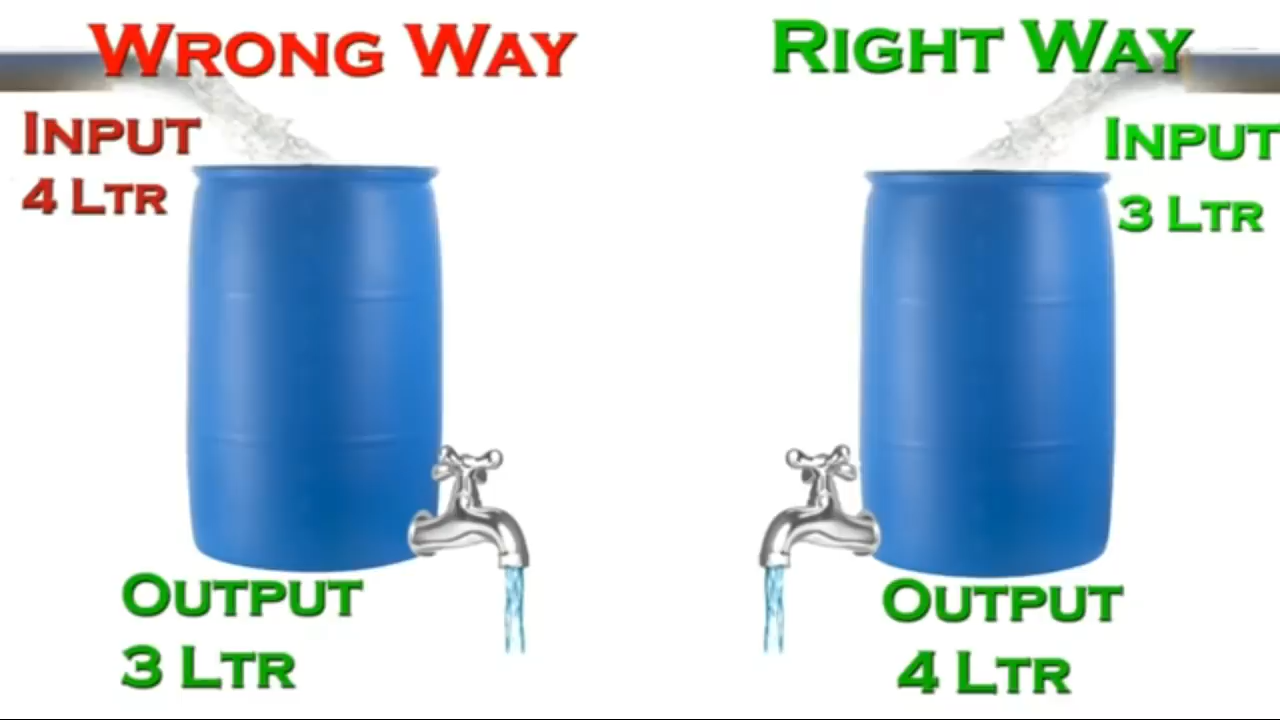 WRONG WAY
INPUT
4 LTR
OUTPUT
3 LTR
RIGHT WAY
INPUT
3 LTR
OUTPUT
4 LTR